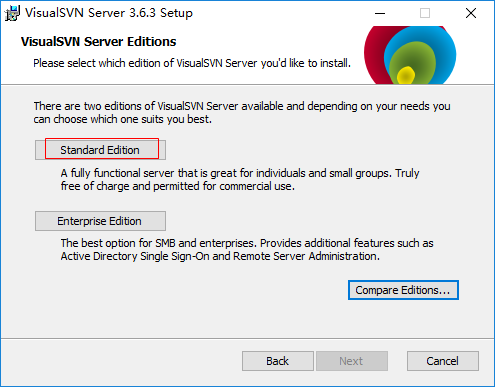 VisualSVN Server 3.6.3 Setup
VisualSVN Server Editions
Please select which edition of VisualSVN Server you'd like to install.
There are two editions of VisualSVN Server available and depending on your needs you
can choose which one suits you best.
Standard Edition
A fully functional server that is great for individuals and small groups. Truly
free of charge and permitted for commercial use.
Enterprise Edition
The best option for SMB and enterprises. Provides additional features such as
Active Directory Single Sign-On and Remote Server Administration.
Compare Editions...
Back
Next
Cancel